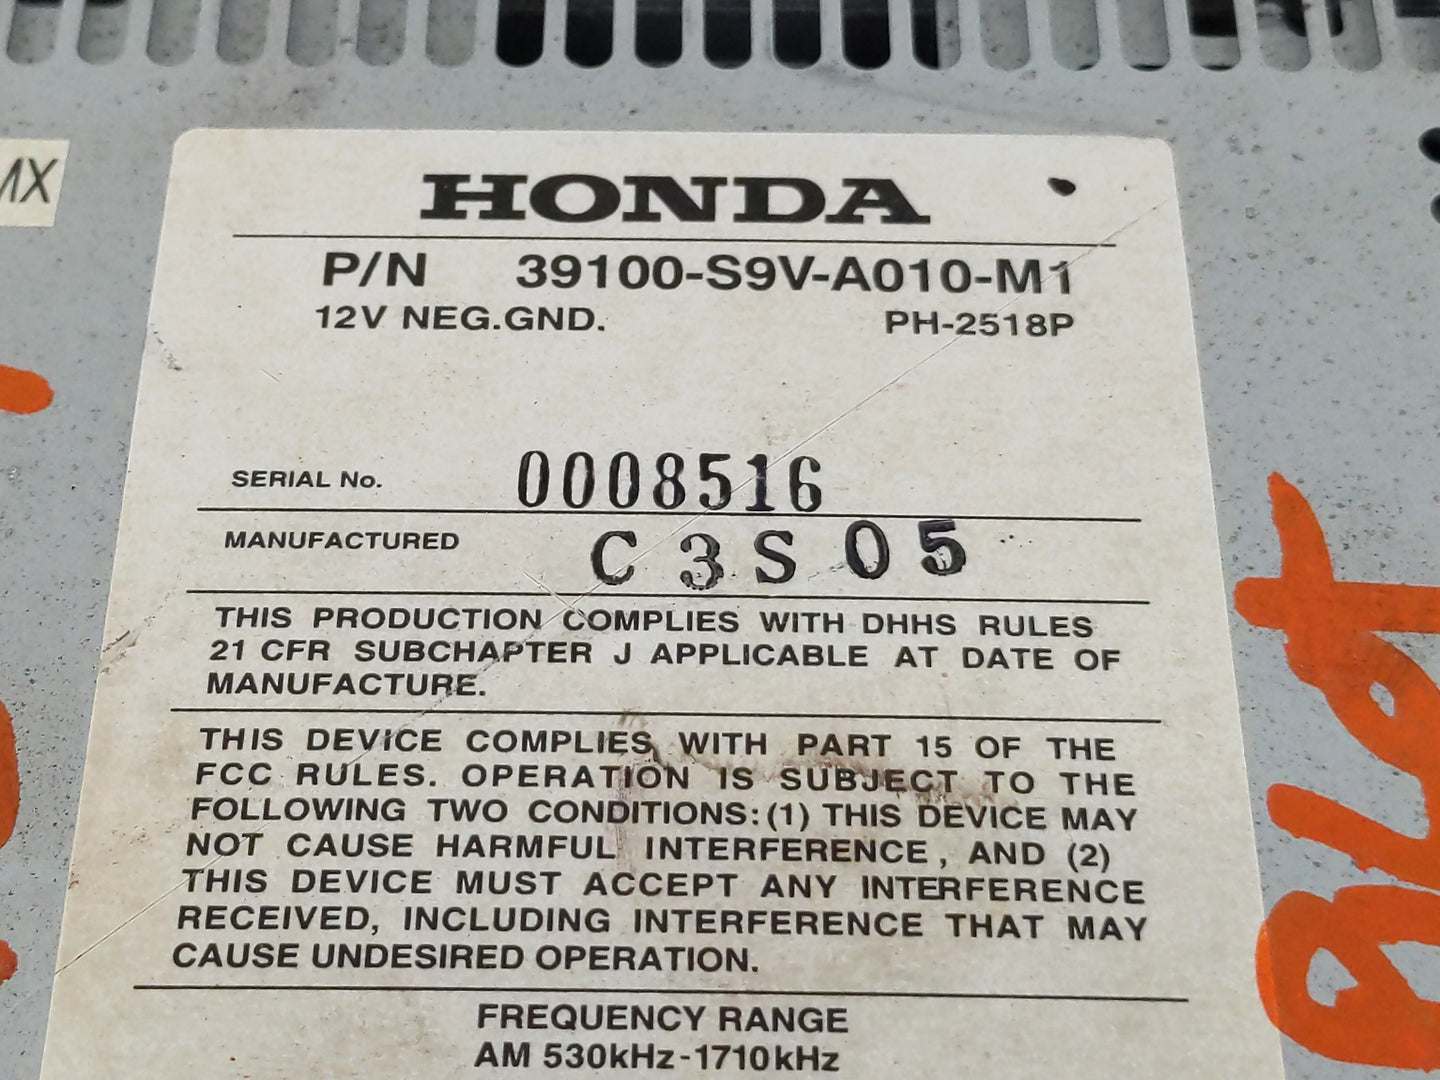 MX
HONDA
P/N 39100-S9V-A010-M1
12V NEG.GND. PH-2518P
SERIAL No. 0008516
MANUFACTURED C 3 S 05
THIS PRODUCTION COMPLIES WITH DHHS RULES
21 CFR SUBCHAPTER J APPLICABLE AT DATE OF
MANUFACTURE.
THIS DEVICE COMPLIES WITH PART 15 OF THE
FCC RULES. OPERATION IS SUBJECT TO THE
FOLLOWING TWO CONDITIONS:(1) THIS DEVICE MAY
NOT CAUSE HARMFUL INTERFERENCE, AND (2)
THIS DEVICE MUST ACCEPT ANY INTERFERENCE
RECEIVED, INCLUDING INTERFERENCE THAT MAY
CAUSE UNDESIRED OPERATION.
FREQUENCY RANGE
AM 530kHz-1710kHz